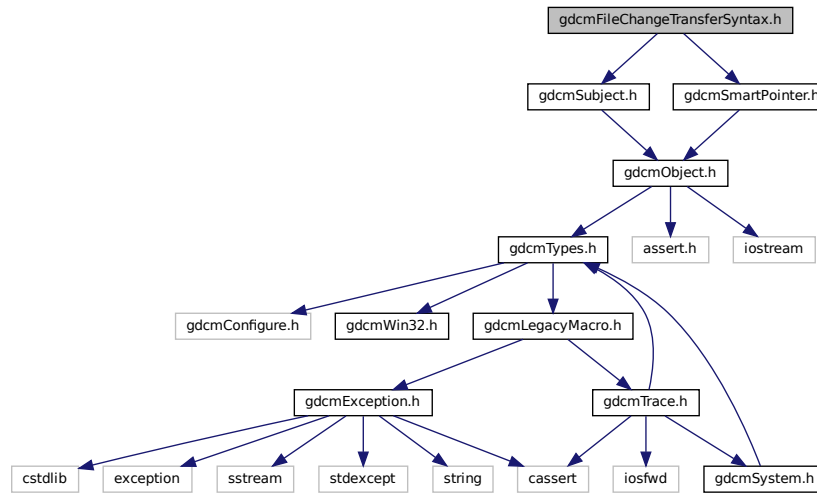 gdcmFileChangeTransferSyntax.h
gdcmSubject.h
gdcmSmartPointer.h
gdcmObject.h
gdcmTypes.h
assert.h
iostream
gdcmConfigure.h
gdcmWin32.h
gdcmLegacyMacro.h
gdcmException.h
gdcmTrace.h
cstdlib
exception
sstream
stdexcept
string
cassert
iosfwd
gdcmSystem.h